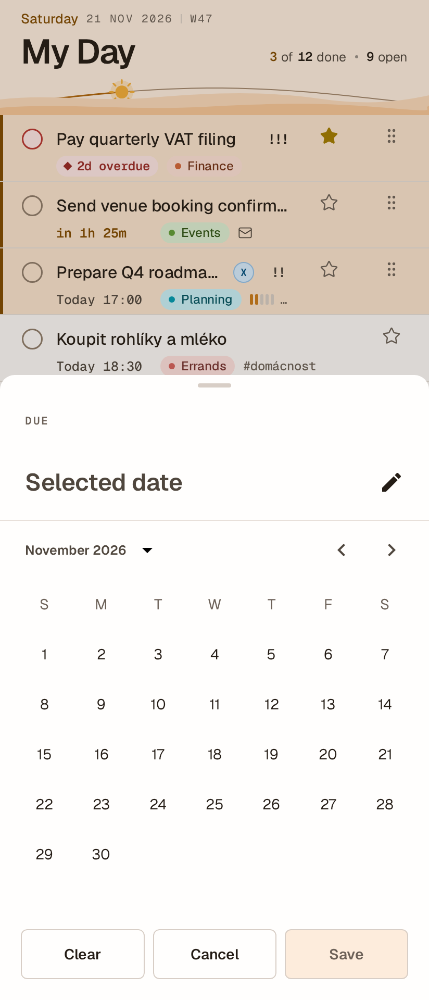 Saturday 21 NOV 2026 | W47
My Day
3 of 12 done • 9 open
Pay quarterly VAT filing !!!
2d overdue Finance
Send venue booking confirm…
in 1h 25m Events
Prepare Q4 roadma… X !!
Today 17:00 Planning …
Koupit rohlíky a mléko
Today 18:30 Errands #domácnost
DUE
Selected date
November 2026
S M T W T F S
1 2 3 4 5 6 7
8 9 10 11 12 13 14
15 16 17 18 19 20 21
22 23 24 25 26 27 28
29 30
Clear Cancel Save